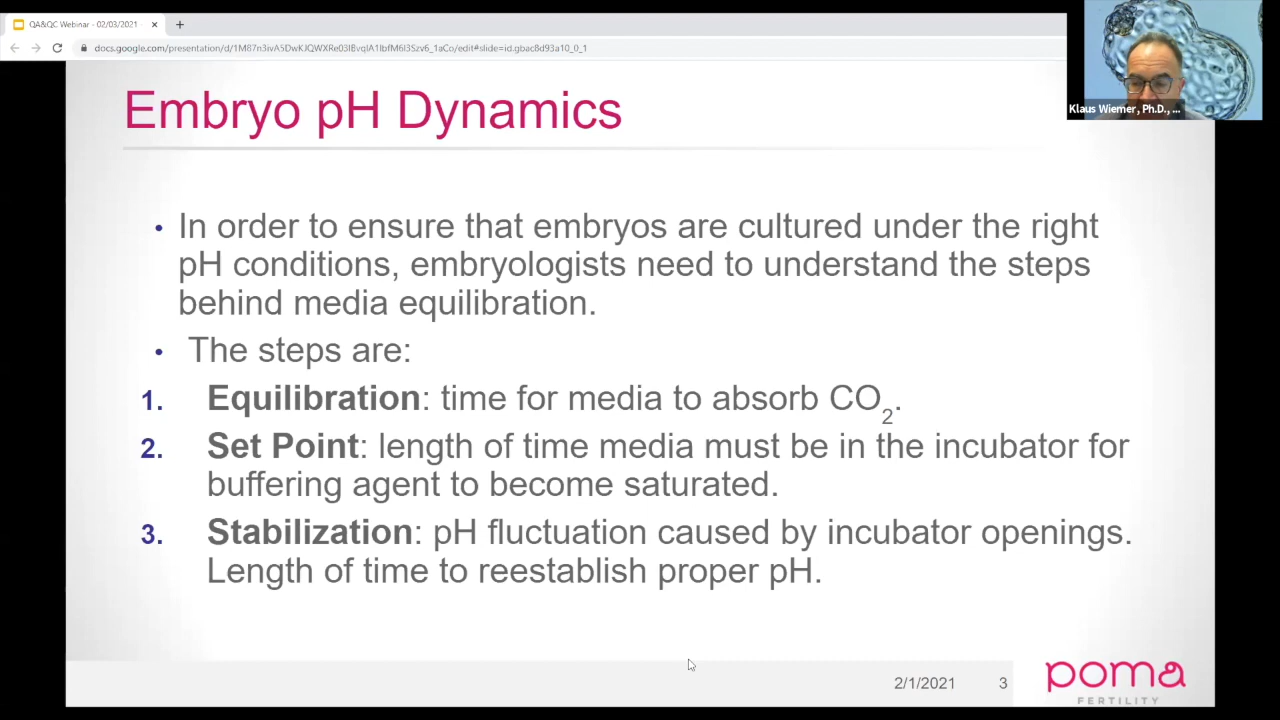 QA&QC Webinar - 02/03/2021 -
Klaus Wiemer, Ph.D., ...
Embryo pH Dynamics
• In order to ensure that embryos are cultured under the right
pH conditions, embryologists need to understand the steps
behind media equilibration.
• The steps are:
1. Equilibration: time for media to absorb CO2.
2. Set Point: length of time media must be in the incubator for
buffering agent to become saturated.
3. Stabilization: pH fluctuation caused by incubator openings.
Length of time to reestablish proper pH.
2/1/2021 3
poma
FERTILITY